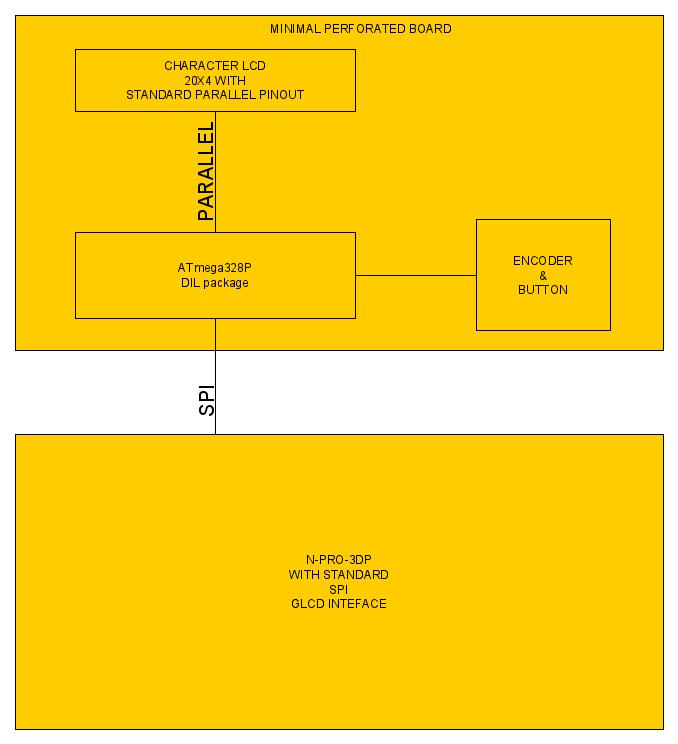 MINIMAL PERFORATED BOARD
CHARACTER LCD
20X4 WITH
STANDARD PARALLEL PINOUT
PARALLEL
ATmega328P
DIL package
ENCODER
&
BUTTON
SPI
N-PRO-3DP
WITH STANDARD
SPI
GLCD INTEFACE